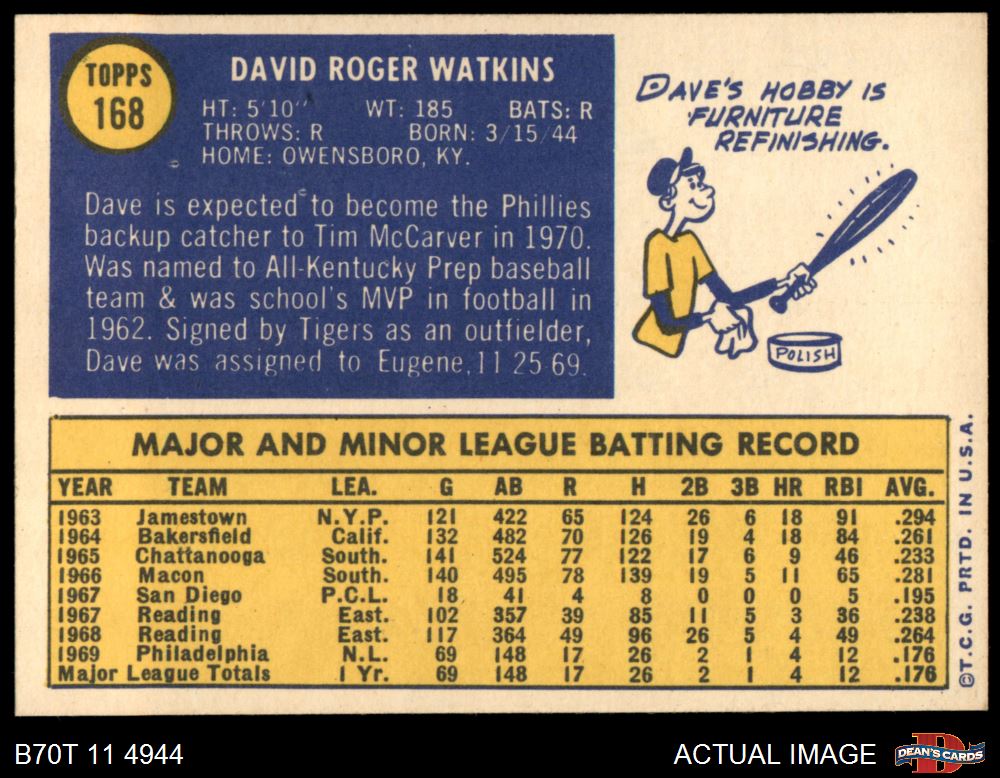 TOPPS
168
DAVID ROGER WATKINS
HT: 5'10" WT: 185 BATS: R
THROWS: R BORN: 3/15/44
HOME: OWENSBORO, KY.
Dave is expected to become the Phillies
backup catcher to Tim McCarver in 1970.
Was named to All-Kentucky Prep baseball
team & was school's MVP in football in
1962. Signed by Tigers as an outfielder,
Dave was assigned to Eugene, 11 25 69.
DAVE'S HOBBY IS
FURNITURE
REFINISHING.
POLISH
MAJOR AND MINOR LEAGUE BATTING RECORD
YEAR TEAM LEA. G AB R H 2B 3B HR RBI AVG.
1963 Jamestown N.Y.P. 121 422 65 124 26 6 18 91 .294
1964 Bakersfield Calif. 132 482 70 126 19 4 18 84 .261
1965 Chattanooga South. 141 524 77 122 17 6 9 46 .233
1966 Macon South. 140 495 78 139 19 5 11 65 .281
1967 San Diego P.C.L. 18 41 4 8 0 0 0 5 .195
1967 Reading East. 102 357 39 85 11 5 3 36 .238
1968 Reading East. 117 364 49 96 26 5 4 49 .264
1969 Philadelphia N.L. 69 148 17 26 2 1 4 12 .176
Major League Totals 1 Yr. 69 148 17 26 2 1 4 12 .176
©T.C.G. PRTD. IN U.S.A.
B70T 11 4944
ACTUAL IMAGE
DEAN'S CARDS